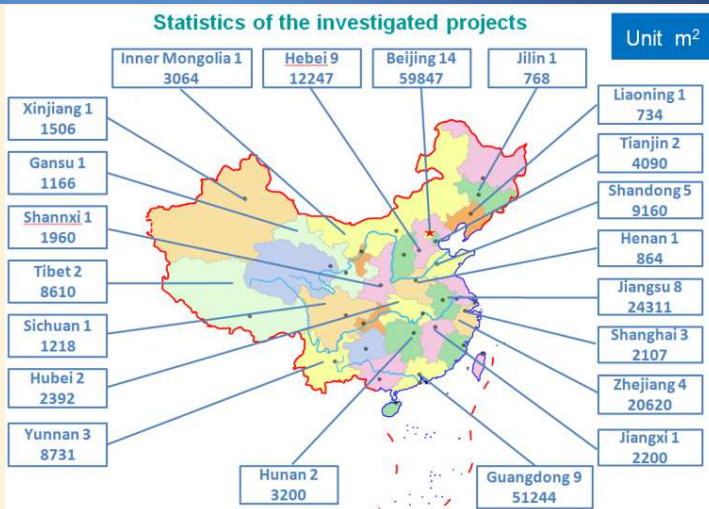 Statistics of the investigated projects
Unit m²
Inner Mongolia 1
3064
Hebei 9
12247
Beijing 14
59847
Jilin 1
768
Xinjiang 1
1506
Gansu 1
1166
Shannxi 1
1960
Tibet 2
8610
Sichuan 1
1218
Hubei 2
2392
Yunnan 3
8731
Liaoning 1
734
Tianjin 2
4090
Shandong 5
9160
Henan 1
864
Jiangsu 8
24311
Shanghai 3
2107
Zhejiang 4
20620
Jiangxi 1
2200
Hunan 2
3200
Guangdong 9
51244